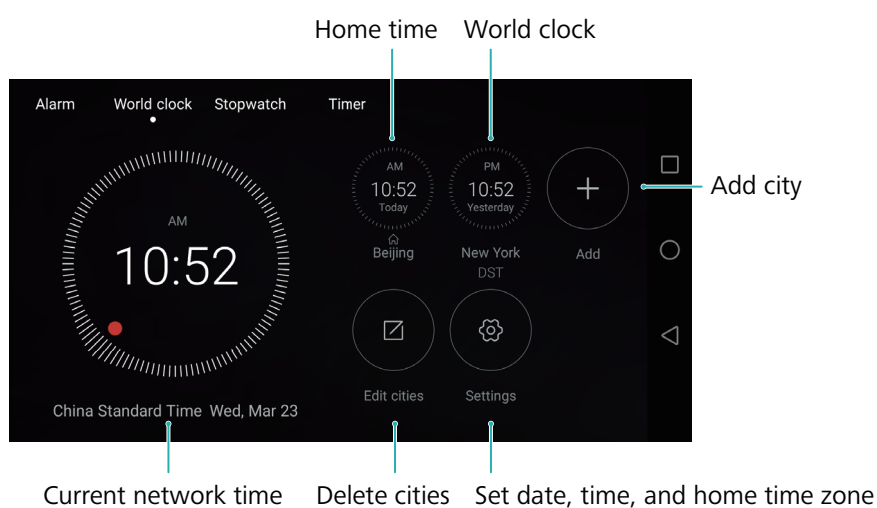 Home time World clock
Alarm World clock Stopwatch Timer
AM
10:52
AM
10:52
Today
Beijing
PM
10:52
Yesterday
New York
DST
Add
Add city
Edit cities
Settings
China Standard Time Wed, Mar 23
Current network time Delete cities Set date, time, and home time zone